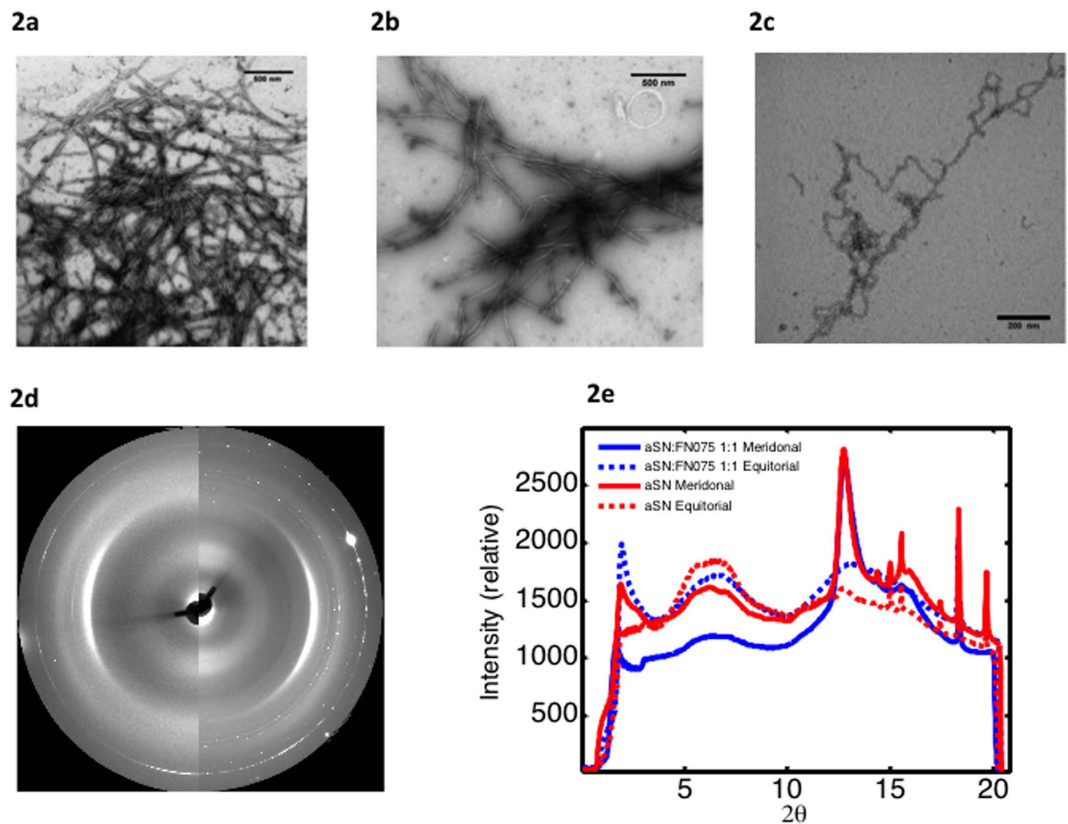 2a
2b
2c
500 nm
500 nm
200 nm
2d
2e
aSN:FN075 1:1 Meridonal
aSN:FN075 1:1 Equitorial
aSN Meridonal
aSN Equitorial
2500
2000
1500
1000
500
Intensity (relative)
5 10 15 20
2θ